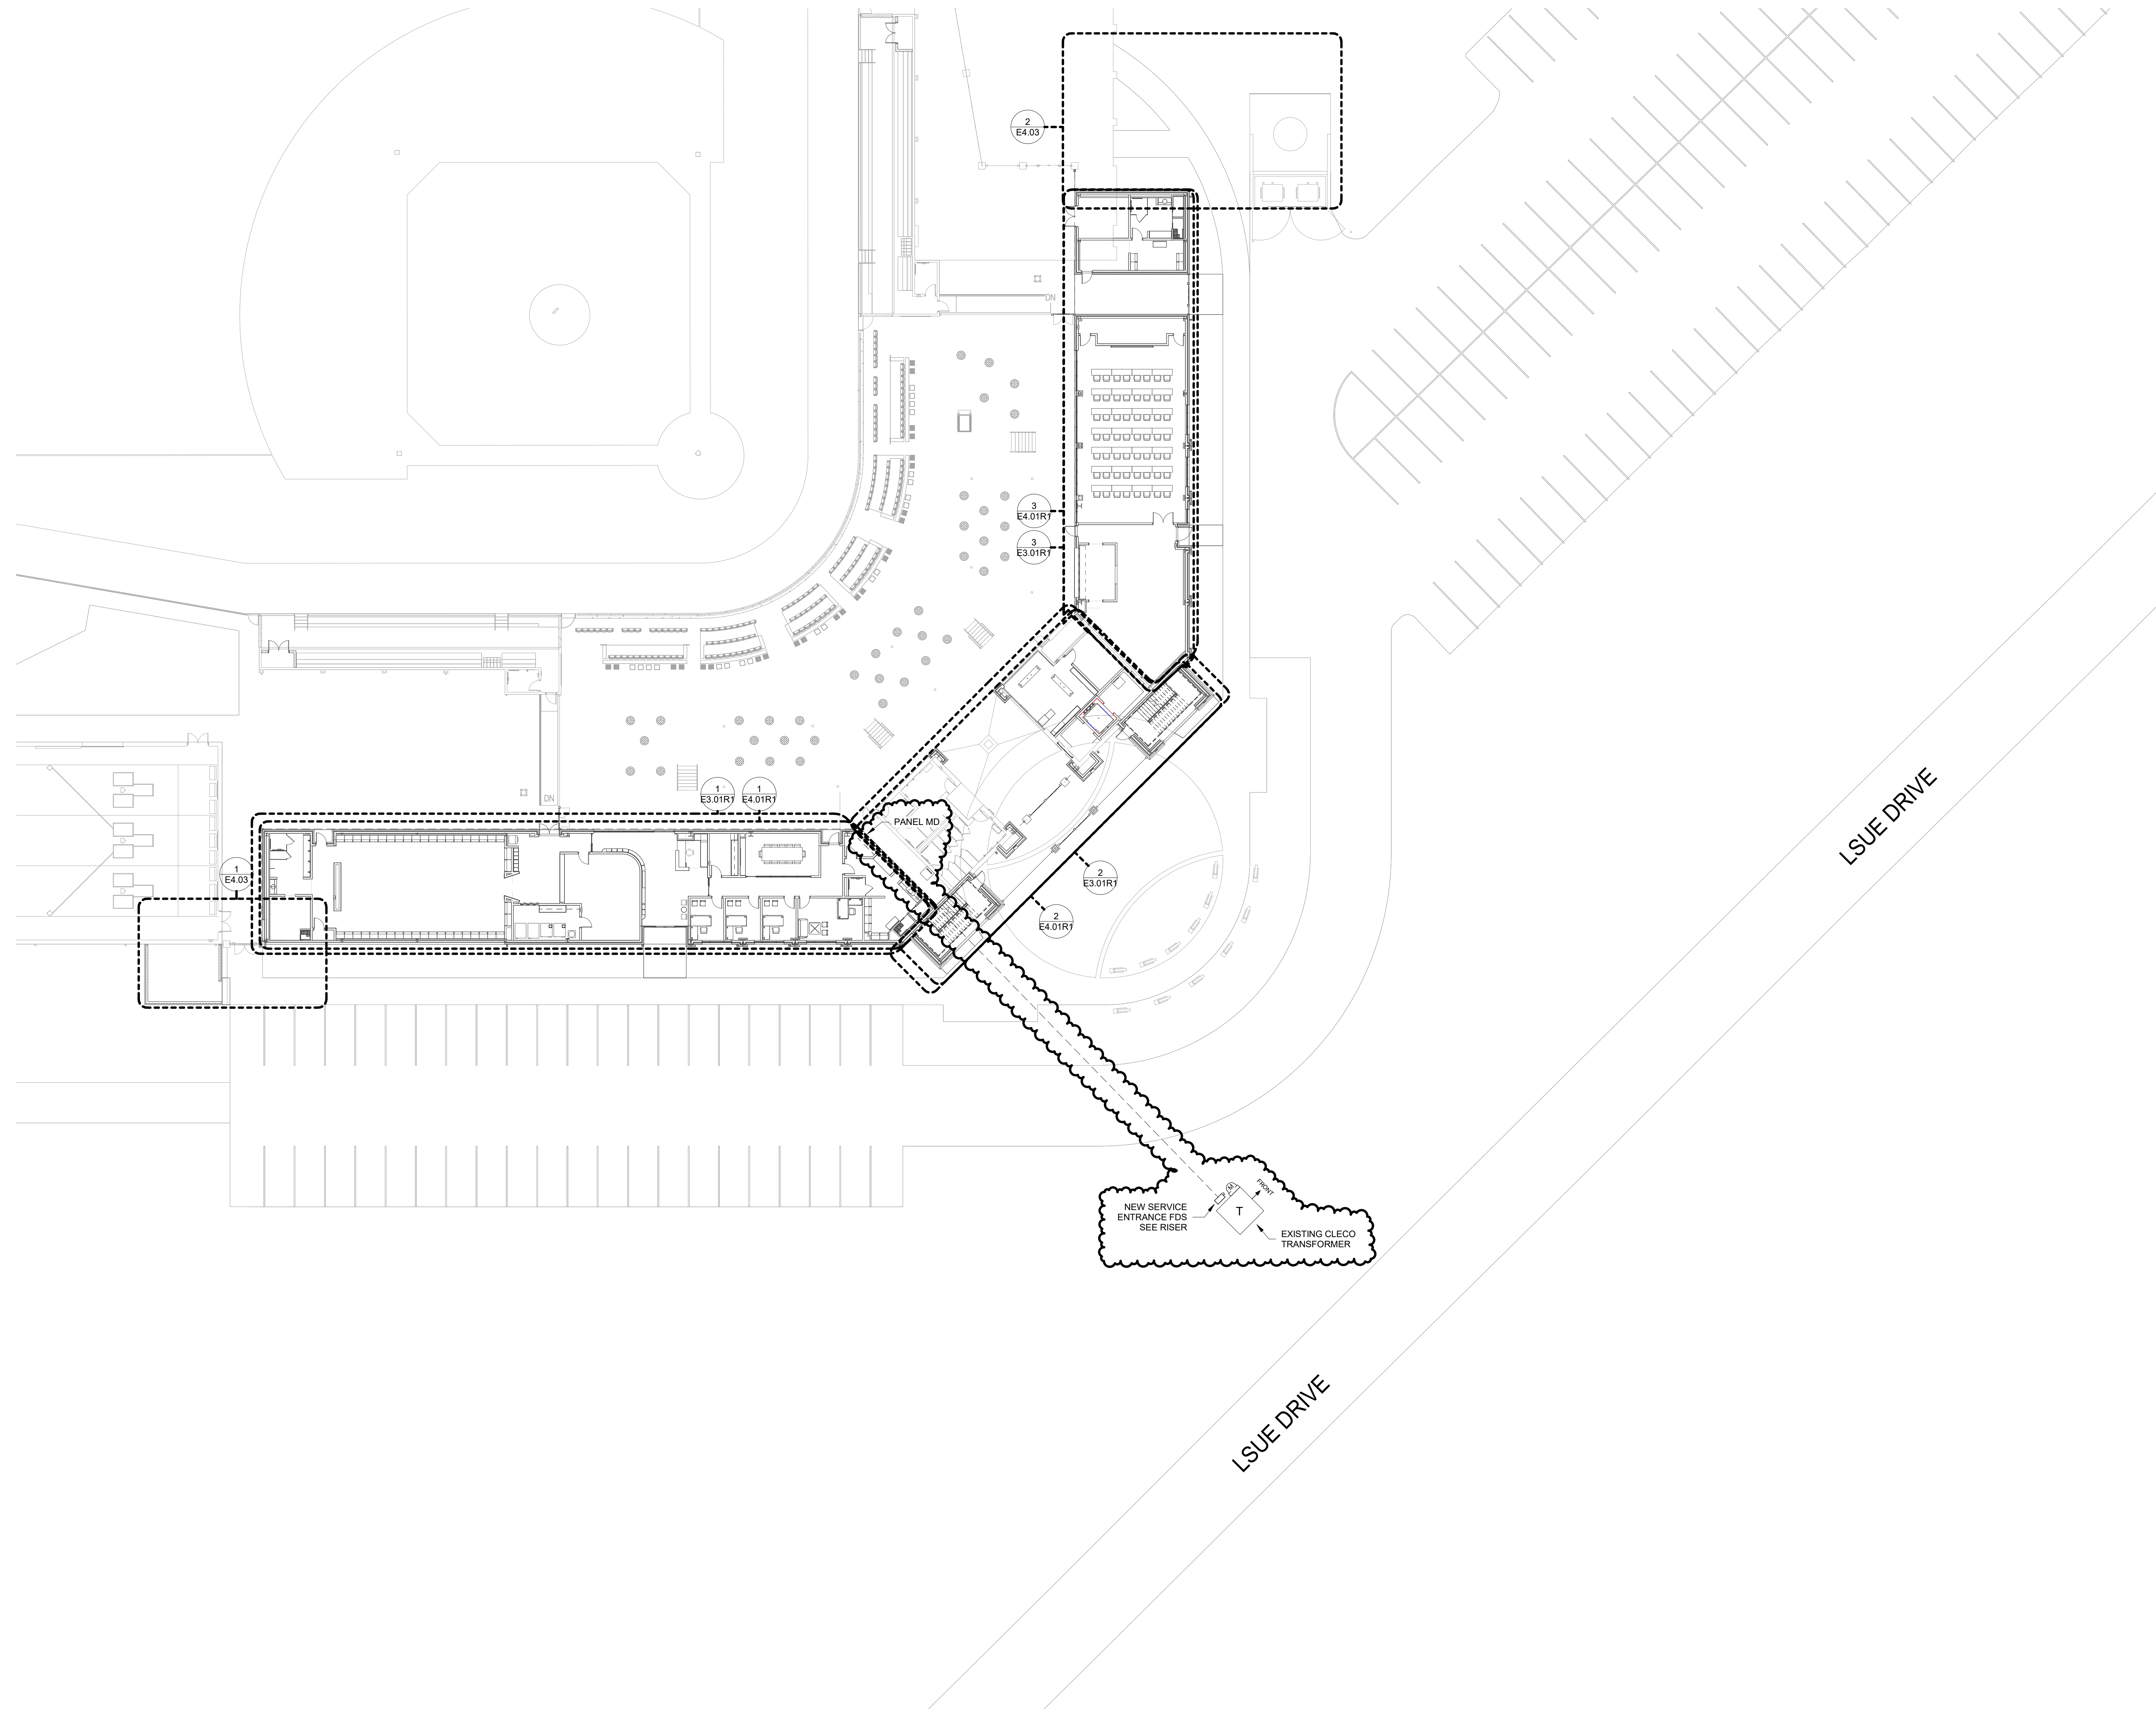 2
E4.03
DN
3
E4.01R1
3
E3.01R1
DN
1
E3.01R1
1
E4.01R1
PANEL MD
1
E4.03
2
E3.01R1
2
E4.01R1
LSUE DRIVE
M
FRONT
T
NEW SERVICE
ENTRANCE FDS
SEE RISER
EXISTING CLECO
TRANSFORMER
LSUE DRIVE